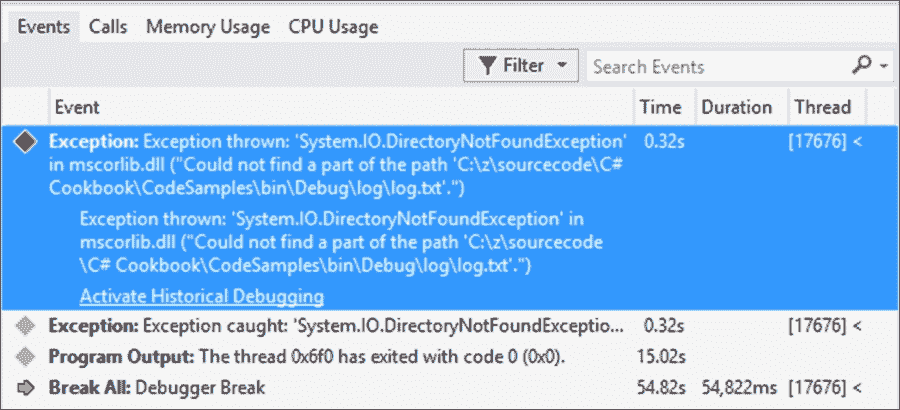 Events Calls Memory Usage CPU Usage
Filter Search Events
Event Time Duration Thread
Exception: Exception thrown: 'System.IO.DirectoryNotFoundException' 0.32s [17676] <
in mscorlib.dll ("Could not find a part of the path 'C:\z\sourcecode\C#
Cookbook\CodeSamples\bin\Debug\log\log.txt'.")
Exception thrown: 'System.IO.DirectoryNotFoundException' in
mscorlib.dll ("Could not find a part of the path 'C:\z\sourcecode
\C# Cookbook\CodeSamples\bin\Debug\log\log.txt'.")
Activate Historical Debugging
Exception: Exception caught: 'System.IO.DirectoryNotFoundExceptio... 0.32s [17676] <
Program Output: The thread 0x6f0 has exited with code 0 (0x0). 15.02s
Break All: Debugger Break 54.82s 54,822ms [17676] <